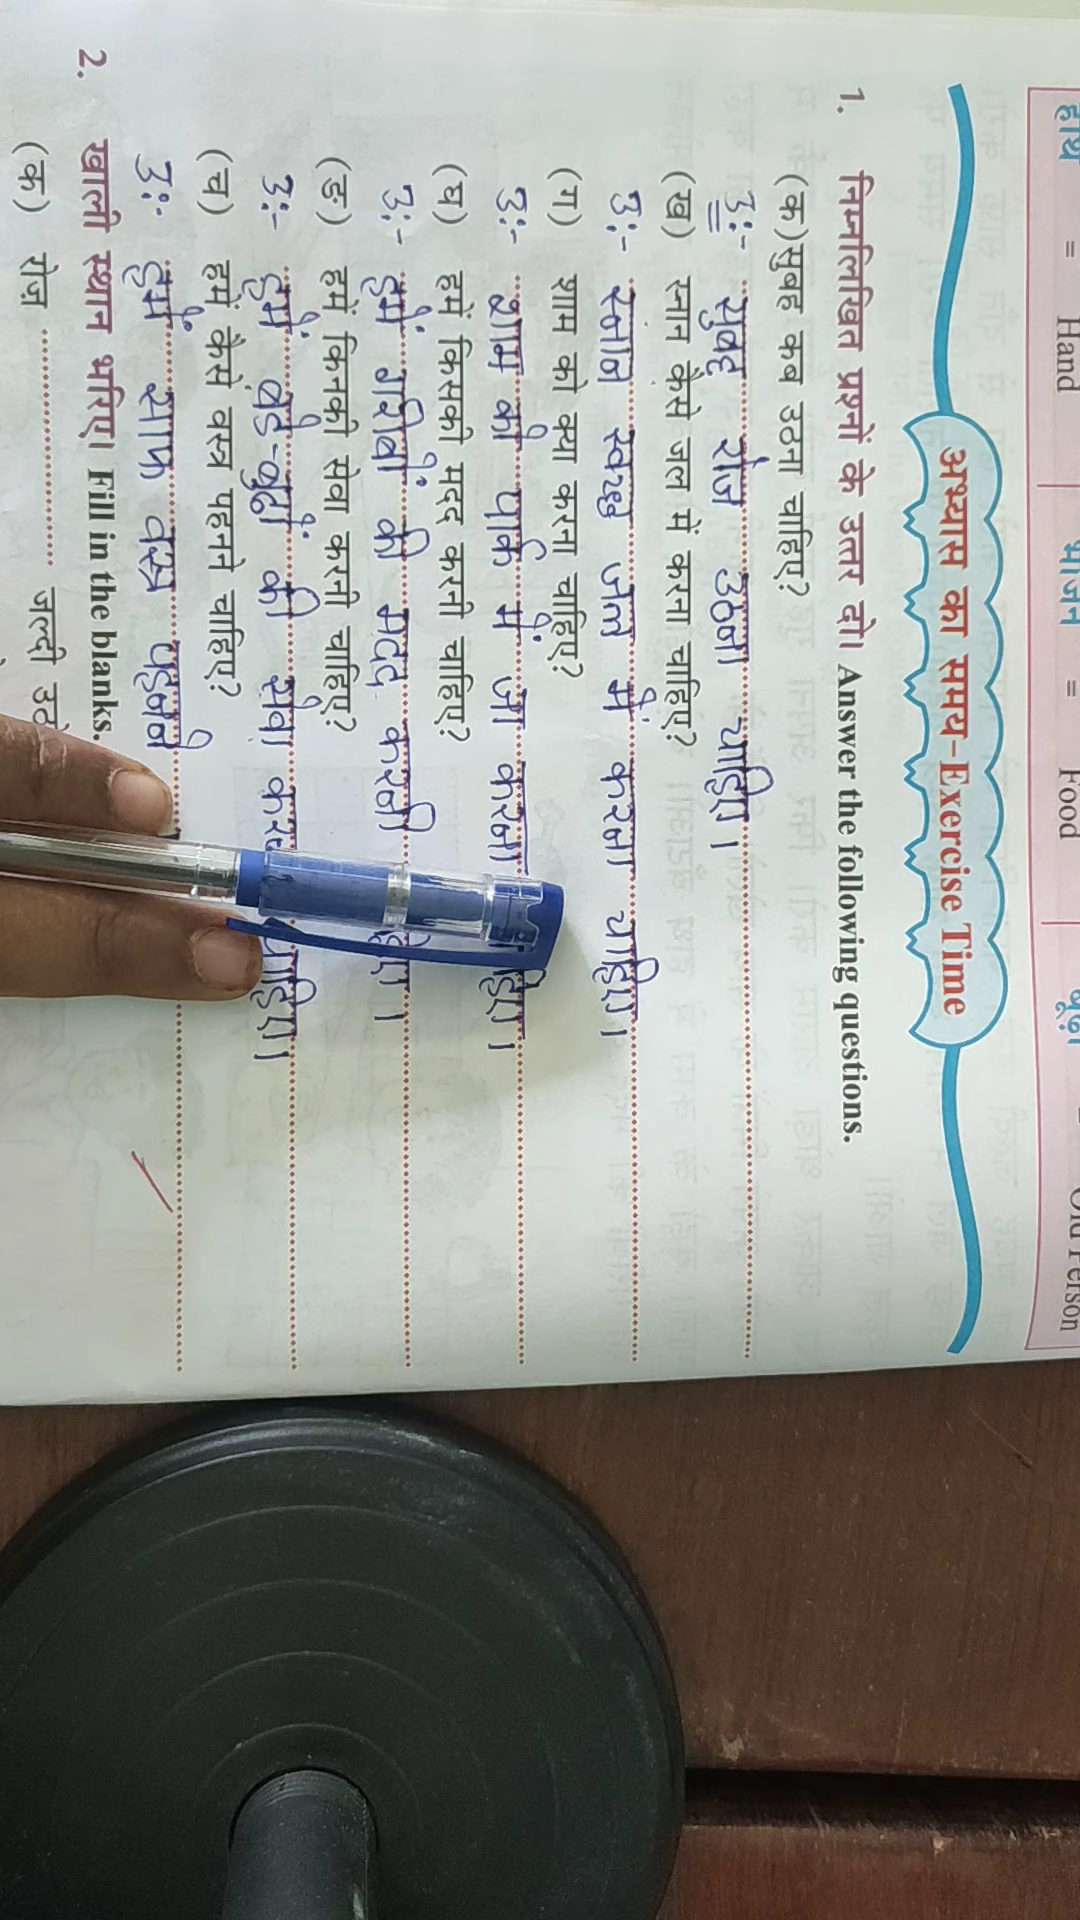 हाथ = Hand भोजन = Food Old Person
अभ्यास का समय-Exercise Time
1. निम्नलिखित प्रश्नों के उत्तर दो। Answer the following questions.
(क) सुबह कब उठना चाहिए?
उः- सुबह रोज उठना चाहिए।
(ख) स्नान कैसे जल में करना चाहिए?
उः- स्नान स्वच्छ जल में करना चाहिए।
(ग) शाम को क्या करना चाहिए?
उः- शाम को पार्क में जा करना
(घ) हमें किसकी मदद करनी चाहिए?
उः- हमें गरिबों की मदद करनी
(ङ) हमें किनकी सेवा करनी चाहिए?
उः- हमें बड़े-बुढ़ों की सेवा चाहिए।
(च) हमें कैसे वस्त्र पहनने चाहिए?
उः- हमें साफ वस्त्र पहनने
2. खाली स्थान भरिए। Fill in the blanks.
(क) रोज़ .................... जल्दी